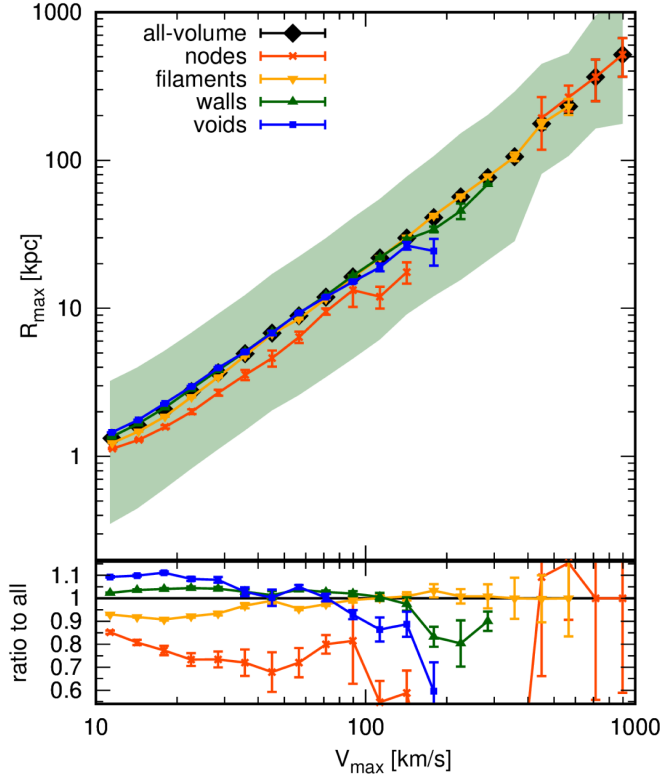 all-volume
nodes
filaments
walls
voids
1000
100
10
1
R_max [kpc]
1.1
1
0.9
0.8
0.7
0.6
ratio to all
10 100 1000
V_max [km/s]